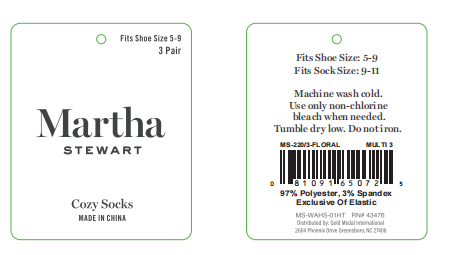 Fits Shoe Size 5-9
3 Pair
Martha
STEWART
Cozy Socks
MADE IN CHINA
Fits Shoe Size: 5-9
Fits Sock Size: 9-11
Machine wash cold.
Use only non-chlorine
bleach when needed.
Tumble dry low. Do not iron.
MS-220/3-FLORAL MULTI 3
0 81091 65072 5
97% Polyester, 3% Spandex
Exclusive Of Elastic
MS-WAHS-01HT RN# 43476
Distributed by: Gold Medal International
2604 Phoenix Drive Greensboro, NC 27406